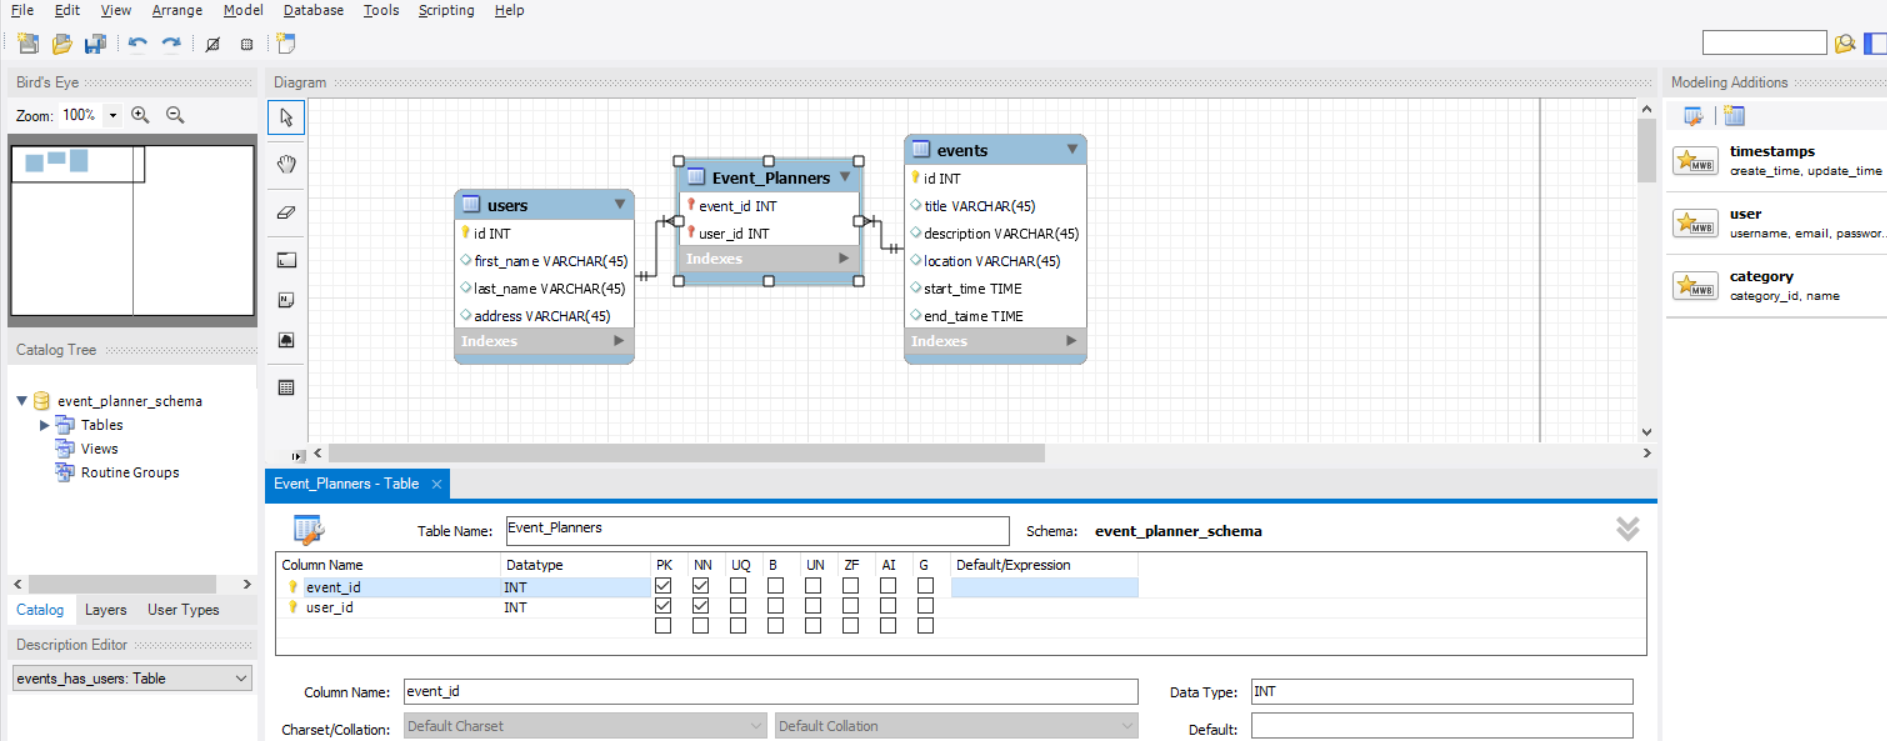 File Edit View Arrange Model Database Tools Scripting Help
Bird's Eye
Zoom: 100%
Diagram
Modeling Additions
users
id INT
first_name VARCHAR(45)
last_name VARCHAR(45)
address VARCHAR(45)
Indexes
Event_Planners
event_id INT
user_id INT
Indexes
events
id INT
title VARCHAR(45)
description VARCHAR(45)
location VARCHAR(45)
start_time TIME
end_taime TIME
Indexes
MWB
timestamps
create_time, update_time
MWB
user
username, email, passwor...
MWB
category
category_id, name
Catalog Tree
event_planner_schema
Tables
Views
Routine Groups
Catalog Layers User Types
Description Editor
events_has_users: Table
Event_Planners - Table
Table Name: Event_Planners Schema: event_planner_schema
Column Name Datatype PK NN UQ B UN ZF AI G Default/Expression
event_id INT
user_id INT
Column Name: event_id Data Type: INT
Charset/Collation: Default Charset Default Collation Default: